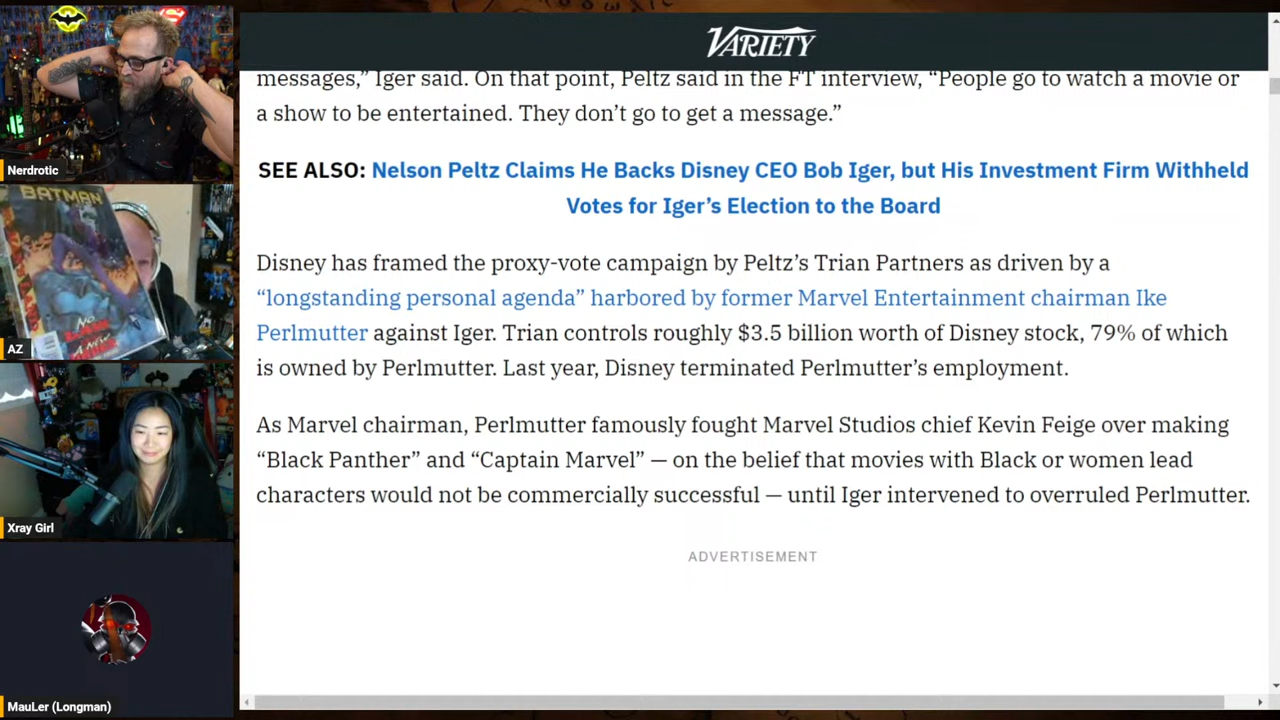 VARIETY
messages,” Iger said. On that point, Peltz said in the FT interview, “People go to watch a movie or
a show to be entertained. They don’t go to get a message.”
SEE ALSO: Nelson Peltz Claims He Backs Disney CEO Bob Iger, but His Investment Firm Withheld
Votes for Iger’s Election to the Board
Disney has framed the proxy-vote campaign by Peltz’s Trian Partners as driven by a
“longstanding personal agenda” harbored by former Marvel Entertainment chairman Ike
Perlmutter against Iger. Trian controls roughly $3.5 billion worth of Disney stock, 79% of which
is owned by Perlmutter. Last year, Disney terminated Perlmutter’s employment.
As Marvel chairman, Perlmutter famously fought Marvel Studios chief Kevin Feige over making
“Black Panther” and “Captain Marvel” — on the belief that movies with Black or women lead
characters would not be commercially successful — until Iger intervened to overruled Perlmutter.
ADVERTISEMENT
Nerdrotic
BATMAN
NO
A NEW
AZ
Xray Girl
MauLer (Longman)